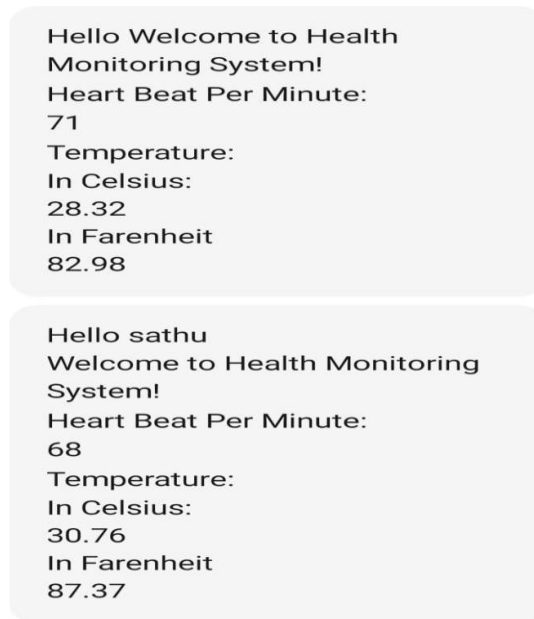 Hello Welcome to Health
Monitoring System!
Heart Beat Per Minute:
71
Temperature:
In Celsius:
28.32
In Farenheit
82.98
Hello sathu
Welcome to Health Monitoring
System!
Heart Beat Per Minute:
68
Temperature:
In Celsius:
30.76
In Farenheit
87.37